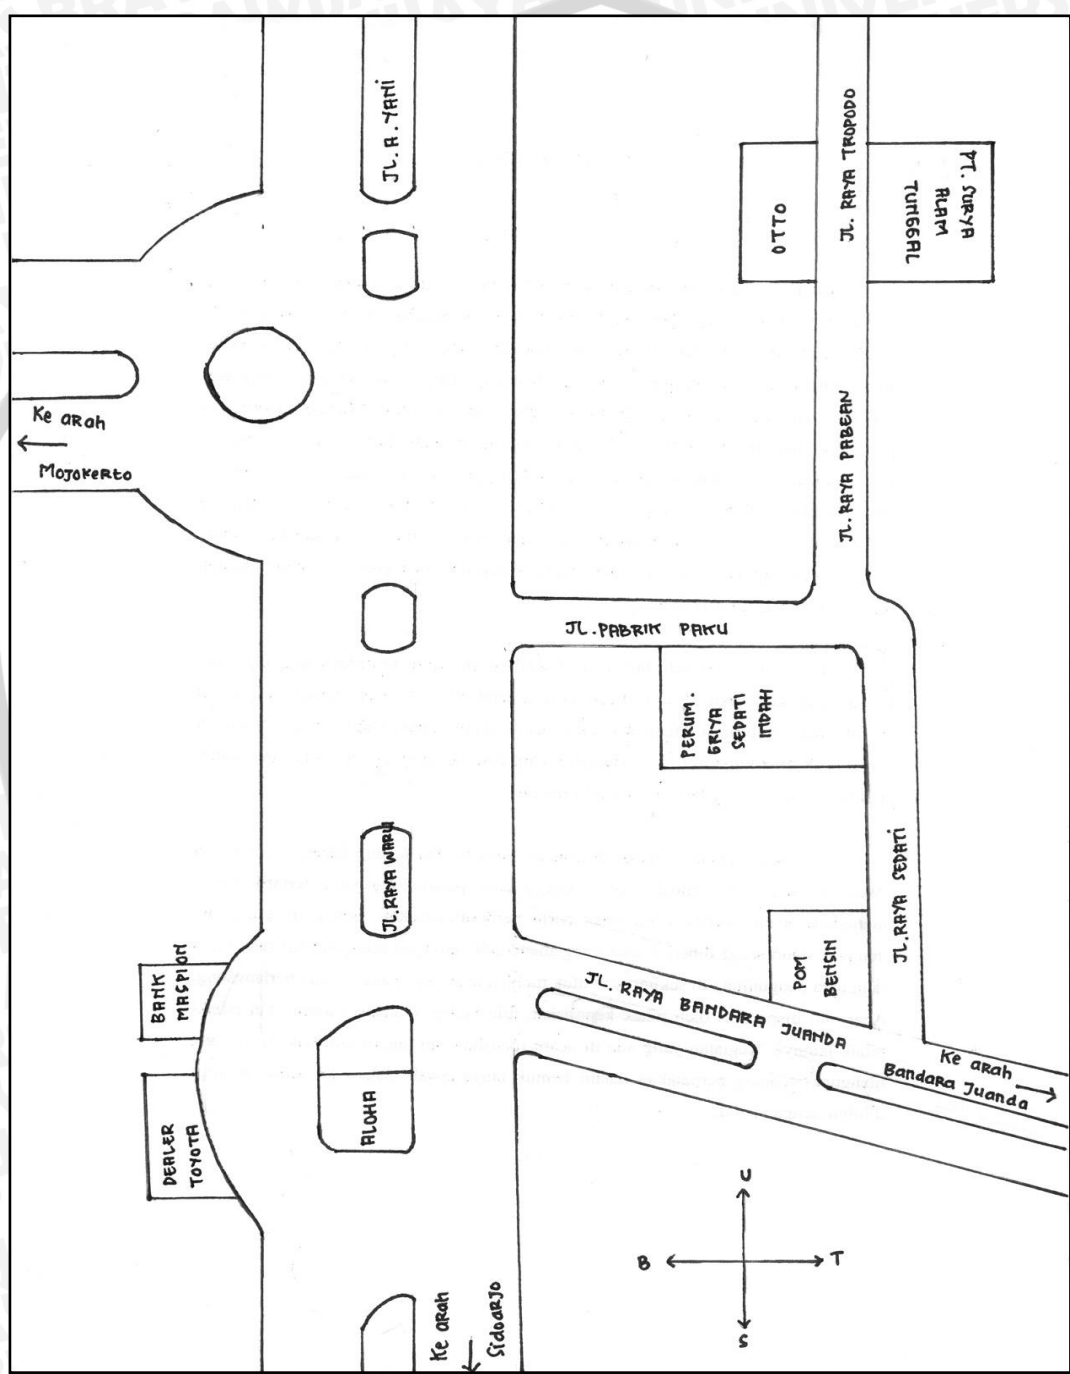 JL. A. YANI
JL. RAYA TROPODO
OTTO
PT. SURYA
ALAM
TUNGGAL
Ke arah
Mojokerto
JL. RAYA PABEAN
JL. PABRIK PAKU
PERUM.
GRIYA
SEDATI
INDAH
JL. RAYA WARU
JL. RAYA SEDATI
BANK
MASPION
POM
BENSIN
JL. RAYA BANDARA JUANDA
Ke arah
Bandara Juanda
ALOHA
DEALER
TOYOTA
U
B
T
S
Ke arah
Sidoarjo